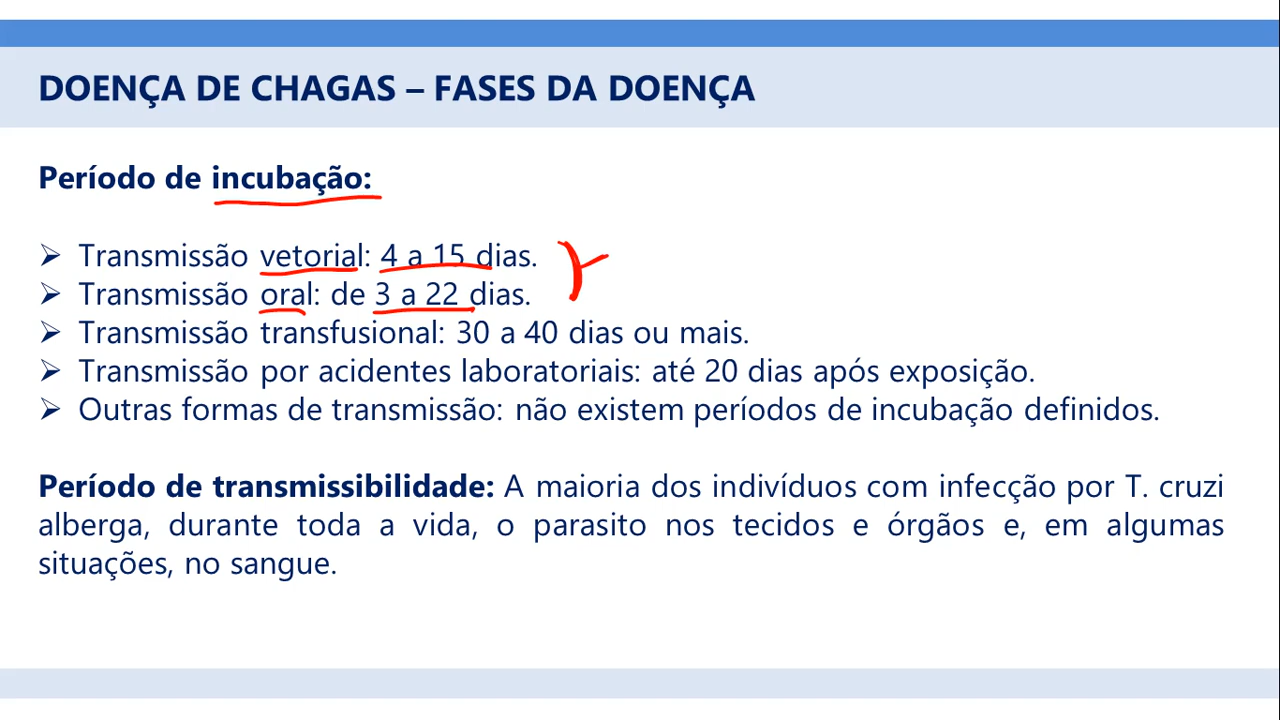 DOENÇA DE CHAGAS – FASES DA DOENÇA
Período de incubação:
➢ Transmissão vetorial: 4 a 15 dias.
➢ Transmissão oral: de 3 a 22 dias.
➢ Transmissão transfusional: 30 a 40 dias ou mais.
➢ Transmissão por acidentes laboratoriais: até 20 dias após exposição.
➢ Outras formas de transmissão: não existem períodos de incubação definidos.
Período de transmissibilidade: A maioria dos indivíduos com infecção por T. cruzi
alberga, durante toda a vida, o parasito nos tecidos e órgãos e, em algumas
situações, no sangue.